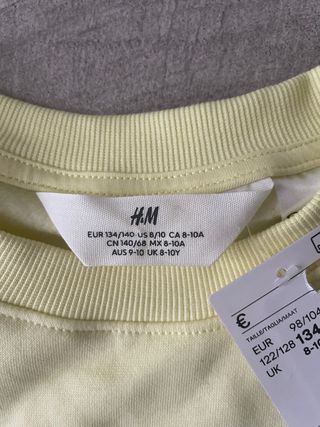 H&M
EUR 134/140 US 8/10 CA 8-10A
CN 140/68 MX 8-10A
AUS 9-10 UK 8-10Y
€
TAILLE/TAGLIA/MAAT
EUR 98/104
122/128 134
UK 8-10